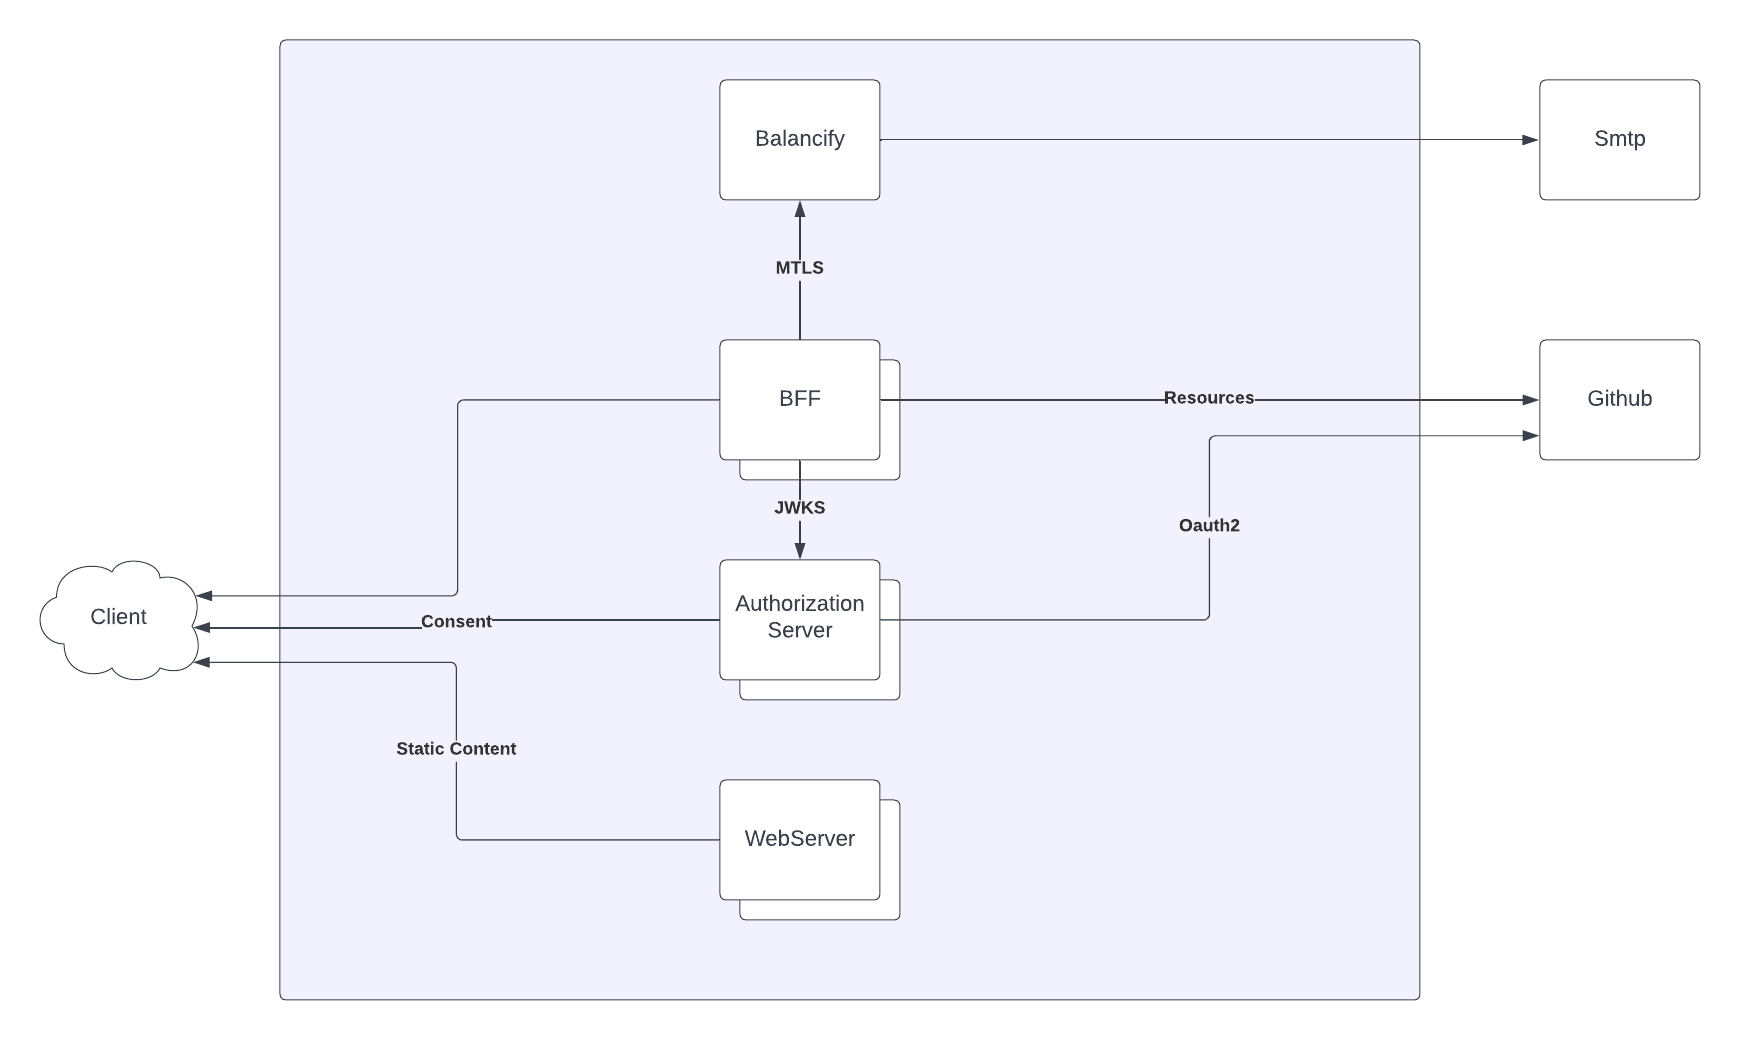 Balancify
Smtp
MTLS
BFF
Resources
Github
JWKS
Oauth2
Client
Consent
Authorization
Server
Static Content
WebServer